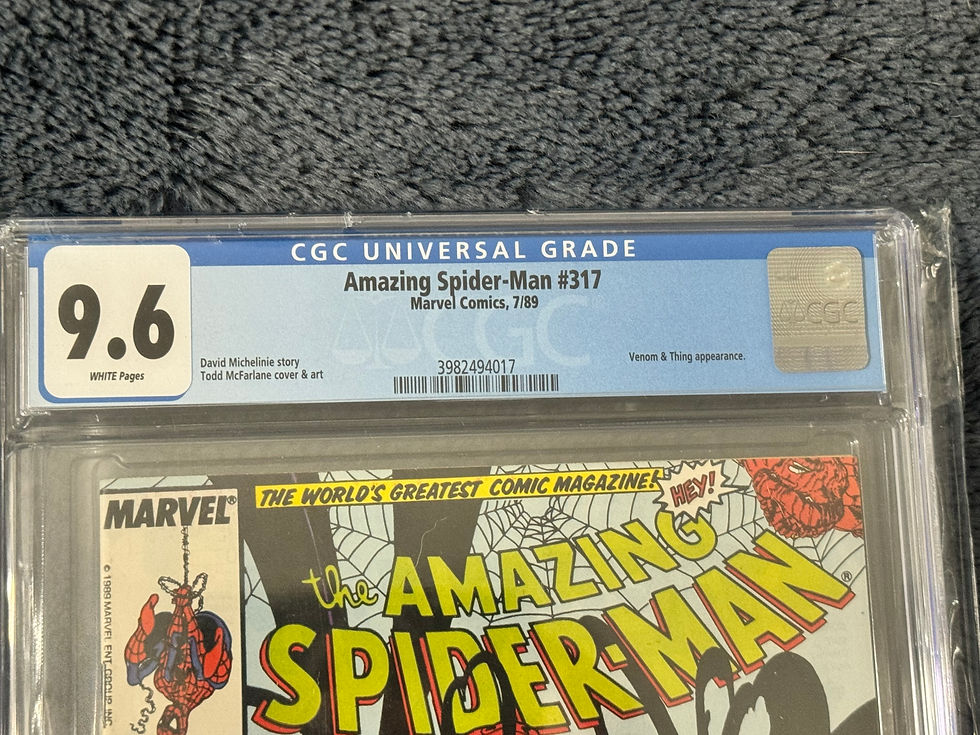 CGC UNIVERSAL GRADE
9.6
WHITE Pages
Amazing Spider-Man #317
Marvel Comics, 7/89
David Michelinie story
Todd McFarlane cover & art
3982494017
Venom & Thing appearance.
CGC
CGC
MARVEL®
THE WORLD'S GREATEST COMIC MAGAZINE!
HEY!
the AMAZING
SPIDER-MAN®
© 1989 MARVEL ENT. GROUP, INC.